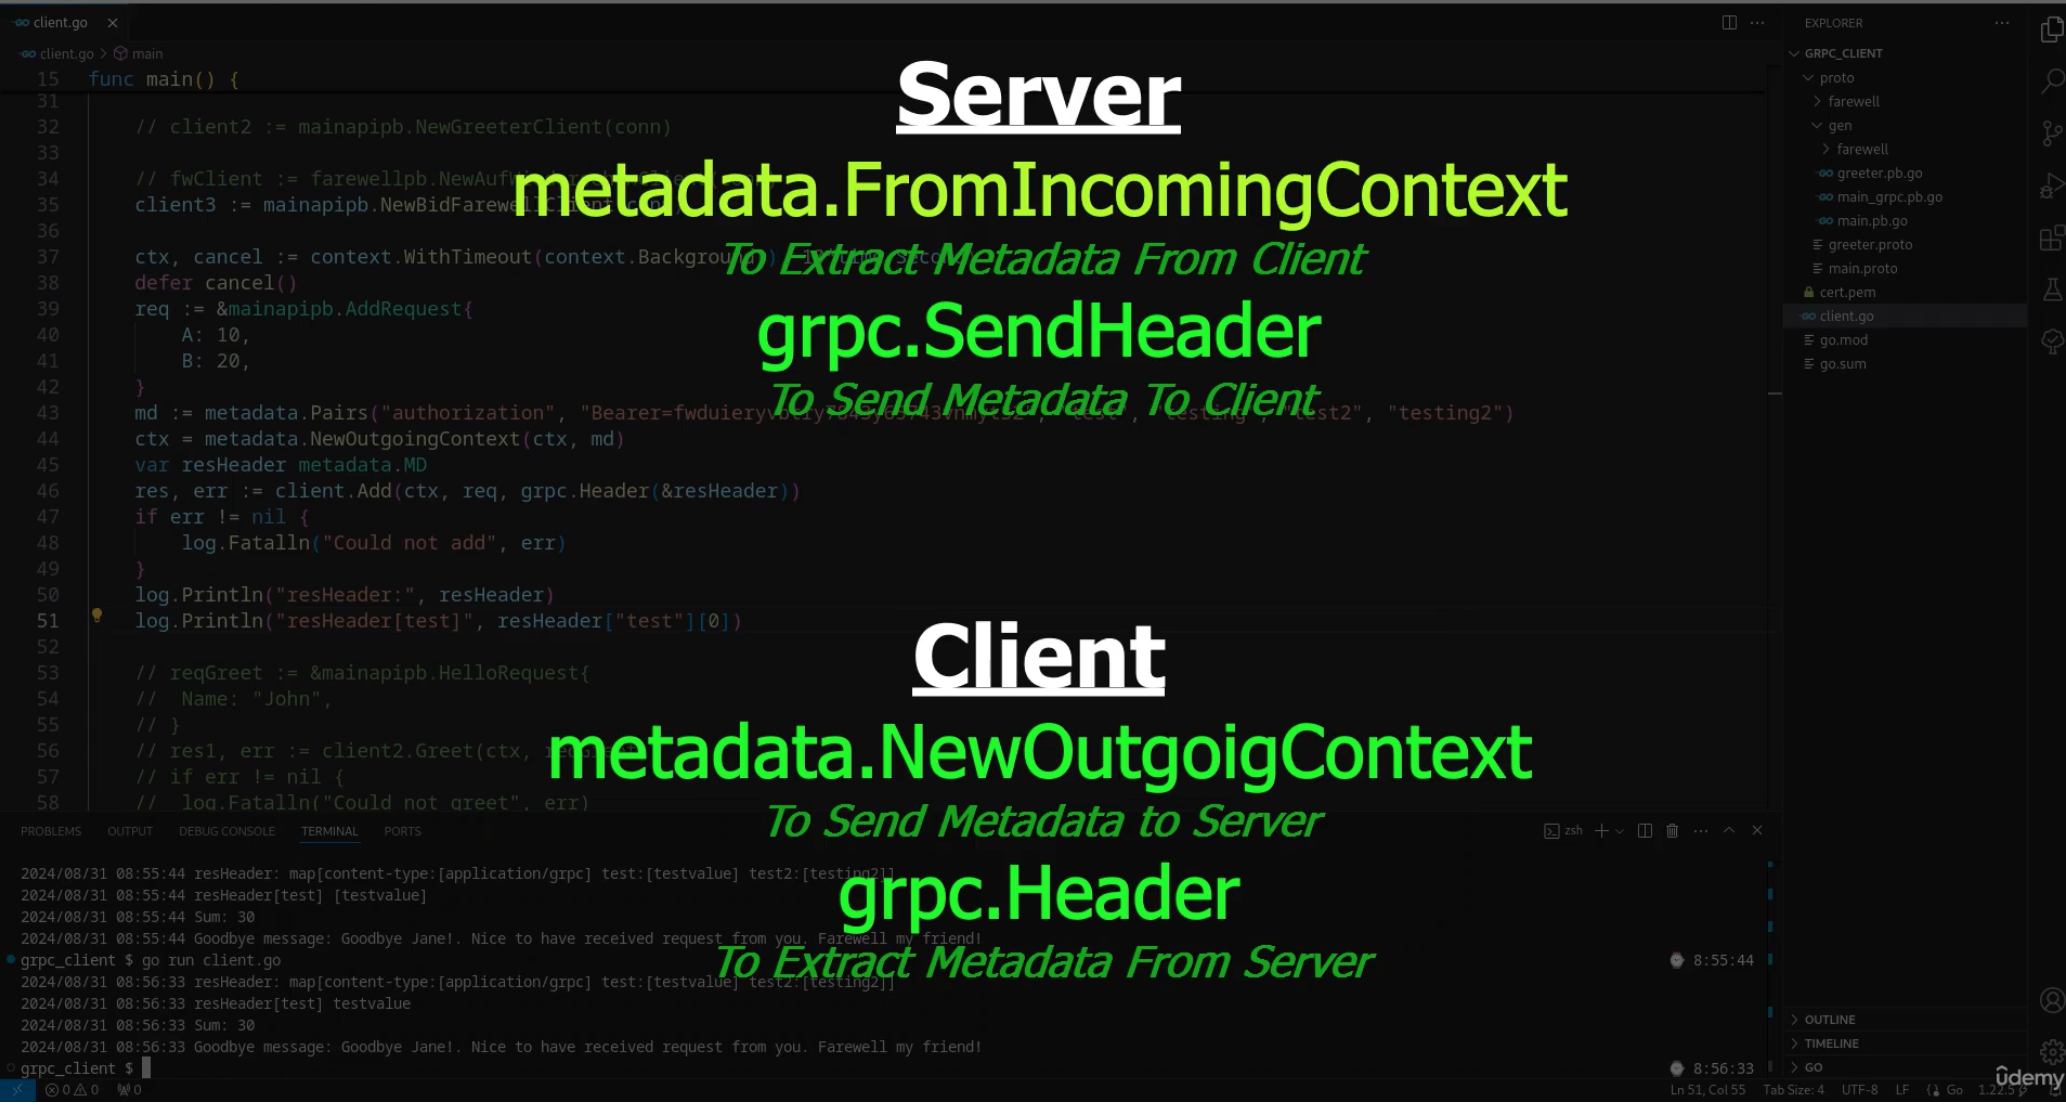 client.go
EXPLORER
client.go > main
GRPC_CLIENT
proto
farewell
gen
farewell
greeter.pb.go
main_grpc.pb.go
main.pb.go
greeter.proto
main.proto
cert.pem
client.go
go.mod
go.sum
Server
metadata.FromIncomingContext
To Extract Metadata From Client
grpc.SendHeader
To Send Metadata To Client
Client
metadata.NewOutgoigContext
To Send Metadata to Server
grpc.Header
To Extract Metadata From Server
15 func main() {
31
32 // client2 := mainapipb.NewGreeterClient(conn)
33
34 // fwClient := farewellpb.
35 client3 := mainapipb.NewBidFarewellClient
36
37 ctx, cancel := context.WithTimeout(context.Background
38 defer cancel()
39 req := &mainapipb.AddRequest{
40 A: 10,
41 B: 20,
42 }
43 md := metadata.Pairs("authorization", "test2", "testing2")
44 ctx = metadata.NewOutgoingContext(ctx, md)
45 var resHeader metadata.MD
46 res, err := client.Add(ctx, req, grpc.Header(&resHeader))
47 if err != nil {
48 log.Fatalln("Could not add", err)
49 }
50 log.Println("resHeader:", resHeader)
51 log.Println("resHeader[test]", resHeader["test"][0])
52
53 // reqGreet := &mainapipb.HelloRequest{
54 // Name: "John",
55 // }
56 // res1, err := client2.Greet(ctx,
57 // if err != nil {
58 // log.Fatalln("Could not greet", err)
PROBLEMS OUTPUT DEBUG CONSOLE TERMINAL PORTS
zsh
2024/08/31 08:55:44 resHeader: map[content-type:[application/grpc] test:[testvalue] test2:[testing2]]
2024/08/31 08:55:44 resHeader[test] [testvalue]
2024/08/31 08:55:44 Sum: 30
2024/08/31 08:55:44 Goodbye message: Goodbye Jane!. Nice to have received request from you. Farewell my friend!
grpc_client $ go run client.go 8:55:44
2024/08/31 08:56:33 resHeader: map[content-type:[application/grpc] test:[testvalue] test2:[testing2]]
2024/08/31 08:56:33 resHeader[test] testvalue
2024/08/31 08:56:33 Sum: 30
2024/08/31 08:56:33 Goodbye message: Goodbye Jane!. Nice to have received request from you. Farewell my friend!
grpc_client $ 8:56:33
OUTLINE
TIMELINE
GO
0 0 0
Ln 51, Col 55 Tab Size: 4 UTF-8 LF Go 1.22.5
ûdemy